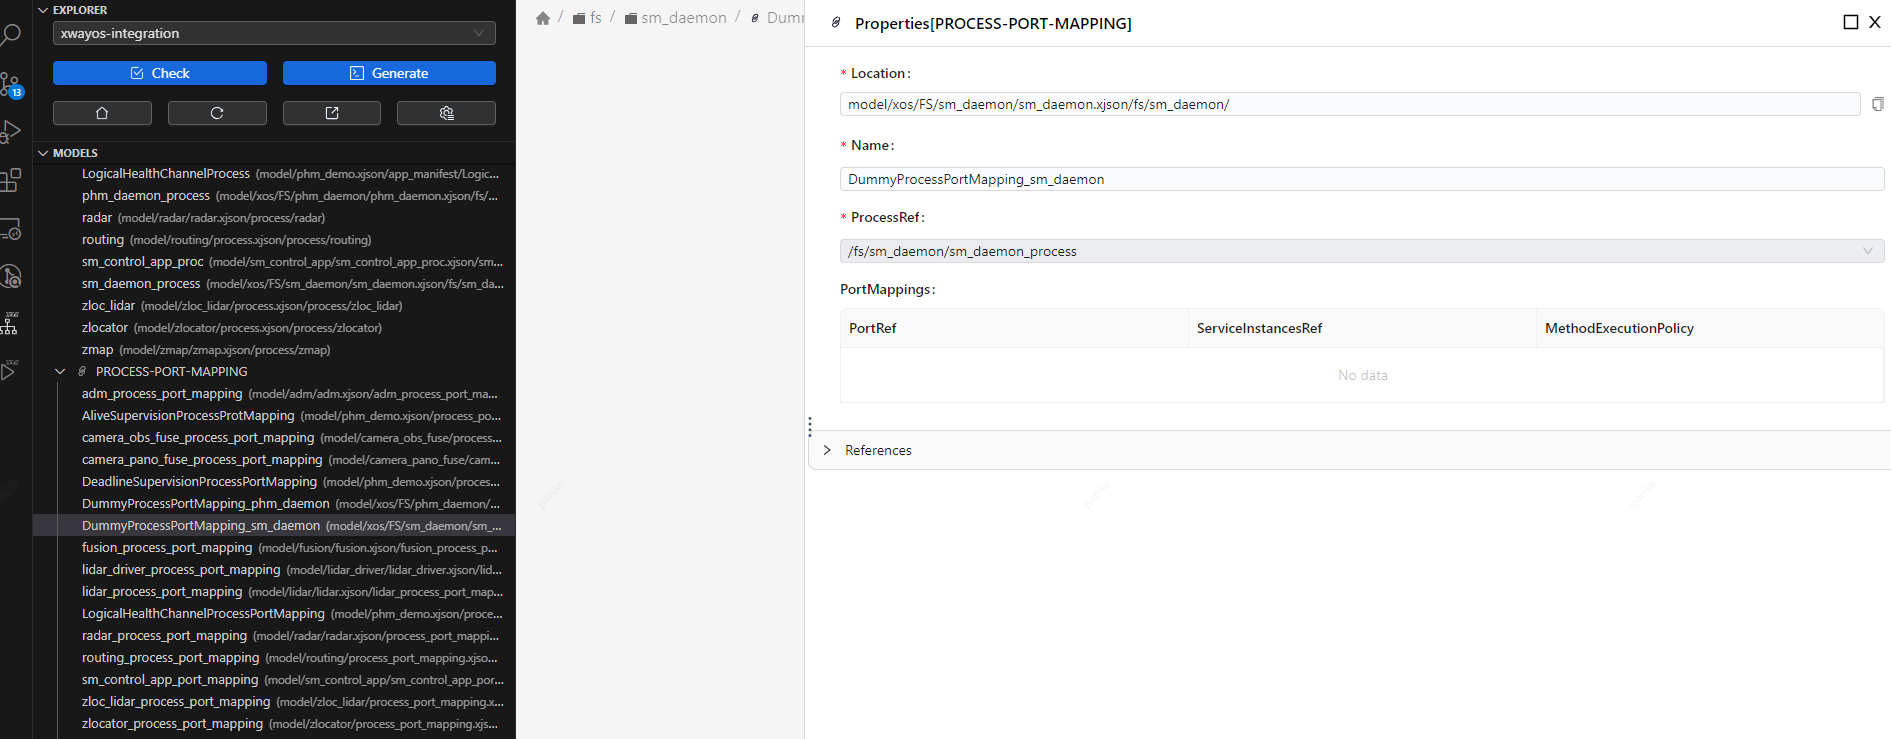 EXPLORER
xwayos-integration
Check
Generate
13
MODELS
LogicalHealthChannelProcess (model/phm_demo.xjson/app_manifest/Logic...
phm_daemon_process (model/xos/FS/phm_daemon/phm_daemon.xjson/fs/...
radar (model/radar/radar.xjson/process/radar)
routing (model/routing/process.xjson/process/routing)
sm_control_app_proc (model/sm_control_app/sm_control_app_proc.xjson/sm...
sm_daemon_process (model/xos/FS/sm_daemon/sm_daemon.xjson/fs/sm_da...
zloc_lidar (model/zloc_lidar/process.xjson/process/zloc_lidar)
zlocator (model/zlocator/process.xjson/process/zlocator)
zmap (model/zmap/zmap.xjson/process/zmap)
PROCESS-PORT-MAPPING
adm_process_port_mapping (model/adm/adm.xjson/adm_process_port_ma...
AliveSupervisionProcessProtMapping (model/phm_demo.xjson/process_po...
camera_obs_fuse_process_port_mapping (model/camera_obs_fuse/process...
camera_pano_fuse_process_port_mapping (model/camera_pano_fuse/cam...
DeadlineSupervisionProcessPortMapping (model/phm_demo.xjson/proces...
DummyProcessPortMapping_phm_daemon (model/xos/FS/phm_daemon/...
DummyProcessPortMapping_sm_daemon (model/xos/FS/sm_daemon/sm_...
fusion_process_port_mapping (model/fusion/fusion.xjson/fusion_process_p...
lidar_driver_process_port_mapping (model/lidar_driver/lidar_driver.xjson/lid...
lidar_process_port_mapping (model/lidar/lidar.xjson/lidar_process_port_map...
LogicalHealthChannelProcessPortMapping (model/phm_demo.xjson/proce...
radar_process_port_mapping (model/radar/radar.xjson/process_port_mappi...
routing_process_port_mapping (model/routing/process_port_mapping.xjso...
sm_control_app_port_mapping (model/sm_control_app/sm_control_app_por...
zloc_lidar_process_port_mapping (model/zloc_lidar/process_port_mapping.x...
zlocator_process_port_mapping (model/zlocator/process_port_mapping.xjs...
/ fs / sm_daemon / Dumm
Properties[PROCESS-PORT-MAPPING]
* Location:
model/xos/FS/sm_daemon/sm_daemon.xjson/fs/sm_daemon/
* Name:
DummyProcessPortMapping_sm_daemon
* ProcessRef:
/fs/sm_daemon/sm_daemon_process
PortMappings:
PortRef ServiceInstancesRef MethodExecutionPolicy
No data
References